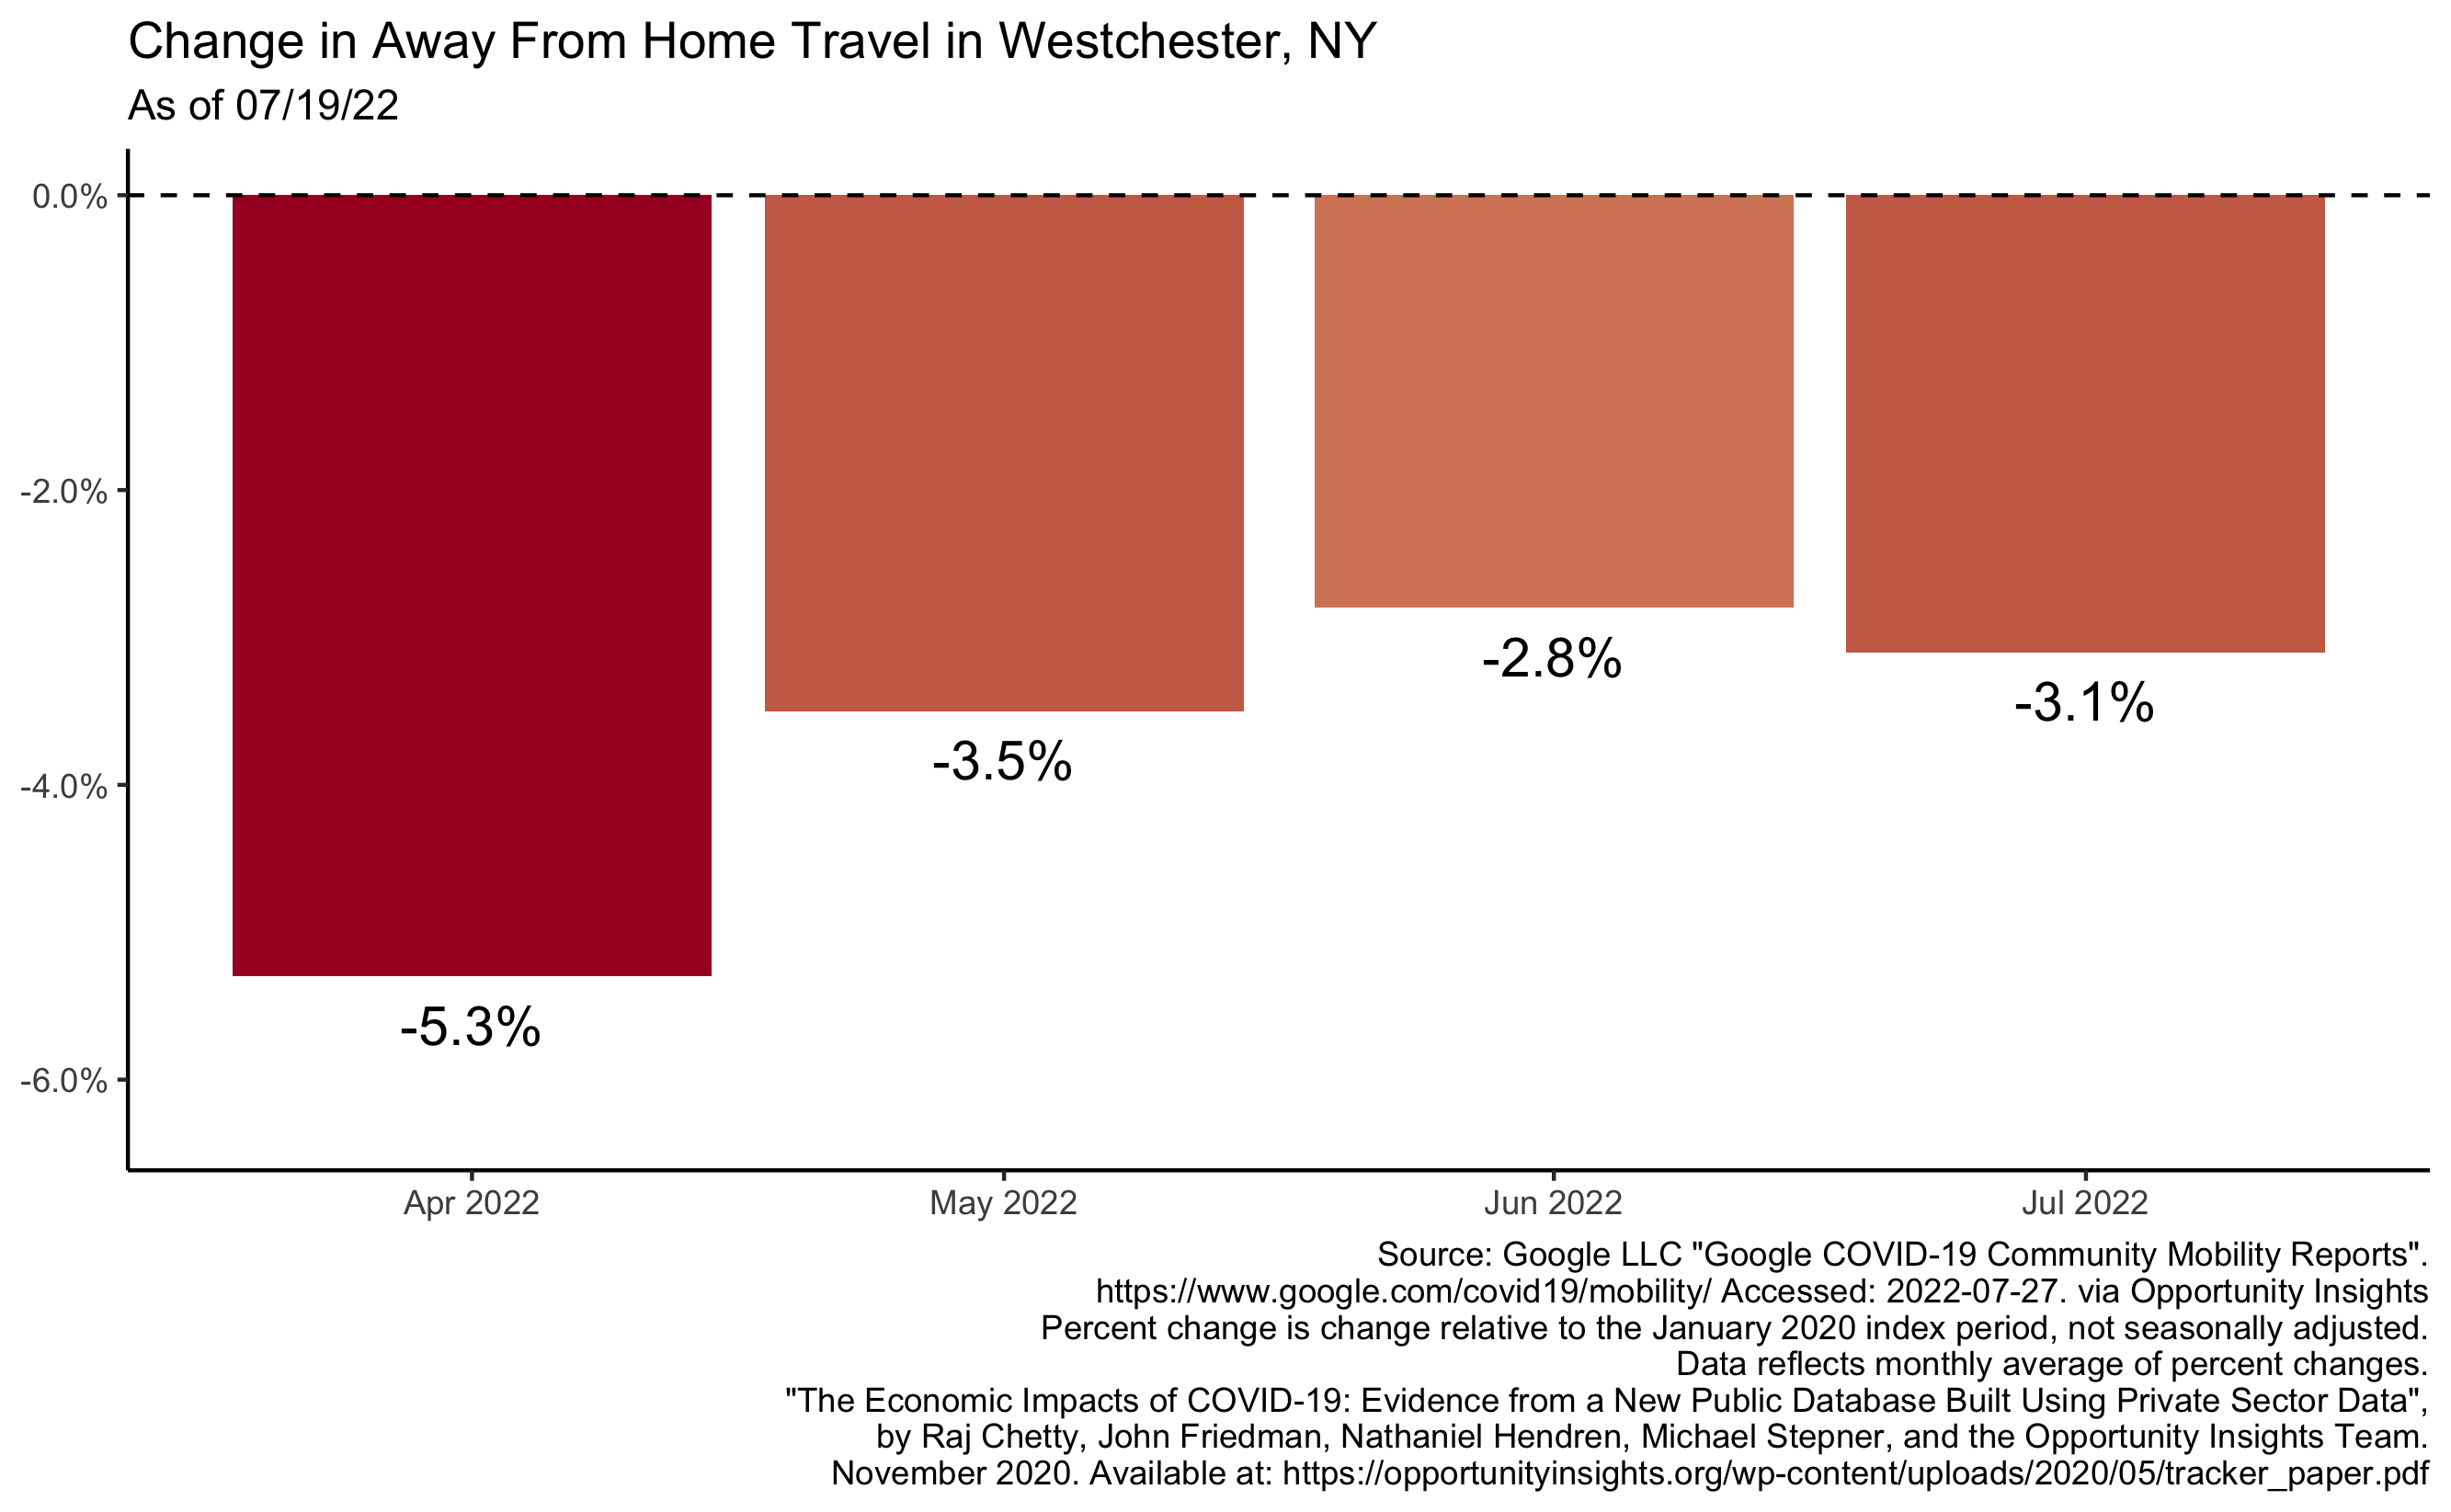 Change in Away From Home Travel in Westchester, NY
As of 07/19/22
0.0%
-2.0%
-4.0%
-6.0%
-5.3%
-3.5%
-2.8%
-3.1%
Apr 2022
May 2022
Jun 2022
Jul 2022
Source: Google LLC "Google COVID-19 Community Mobility Reports".
https://www.google.com/covid19/mobility/ Accessed: 2022-07-27. via Opportunity Insights
Percent change is change relative to the January 2020 index period, not seasonally adjusted.
Data reflects monthly average of percent changes.
"The Economic Impacts of COVID-19: Evidence from a New Public Database Built Using Private Sector Data",
by Raj Chetty, John Friedman, Nathaniel Hendren, Michael Stepner, and the Opportunity Insights Team.
November 2020. Available at: https://opportunityinsights.org/wp-content/uploads/2020/05/tracker_paper.pdf